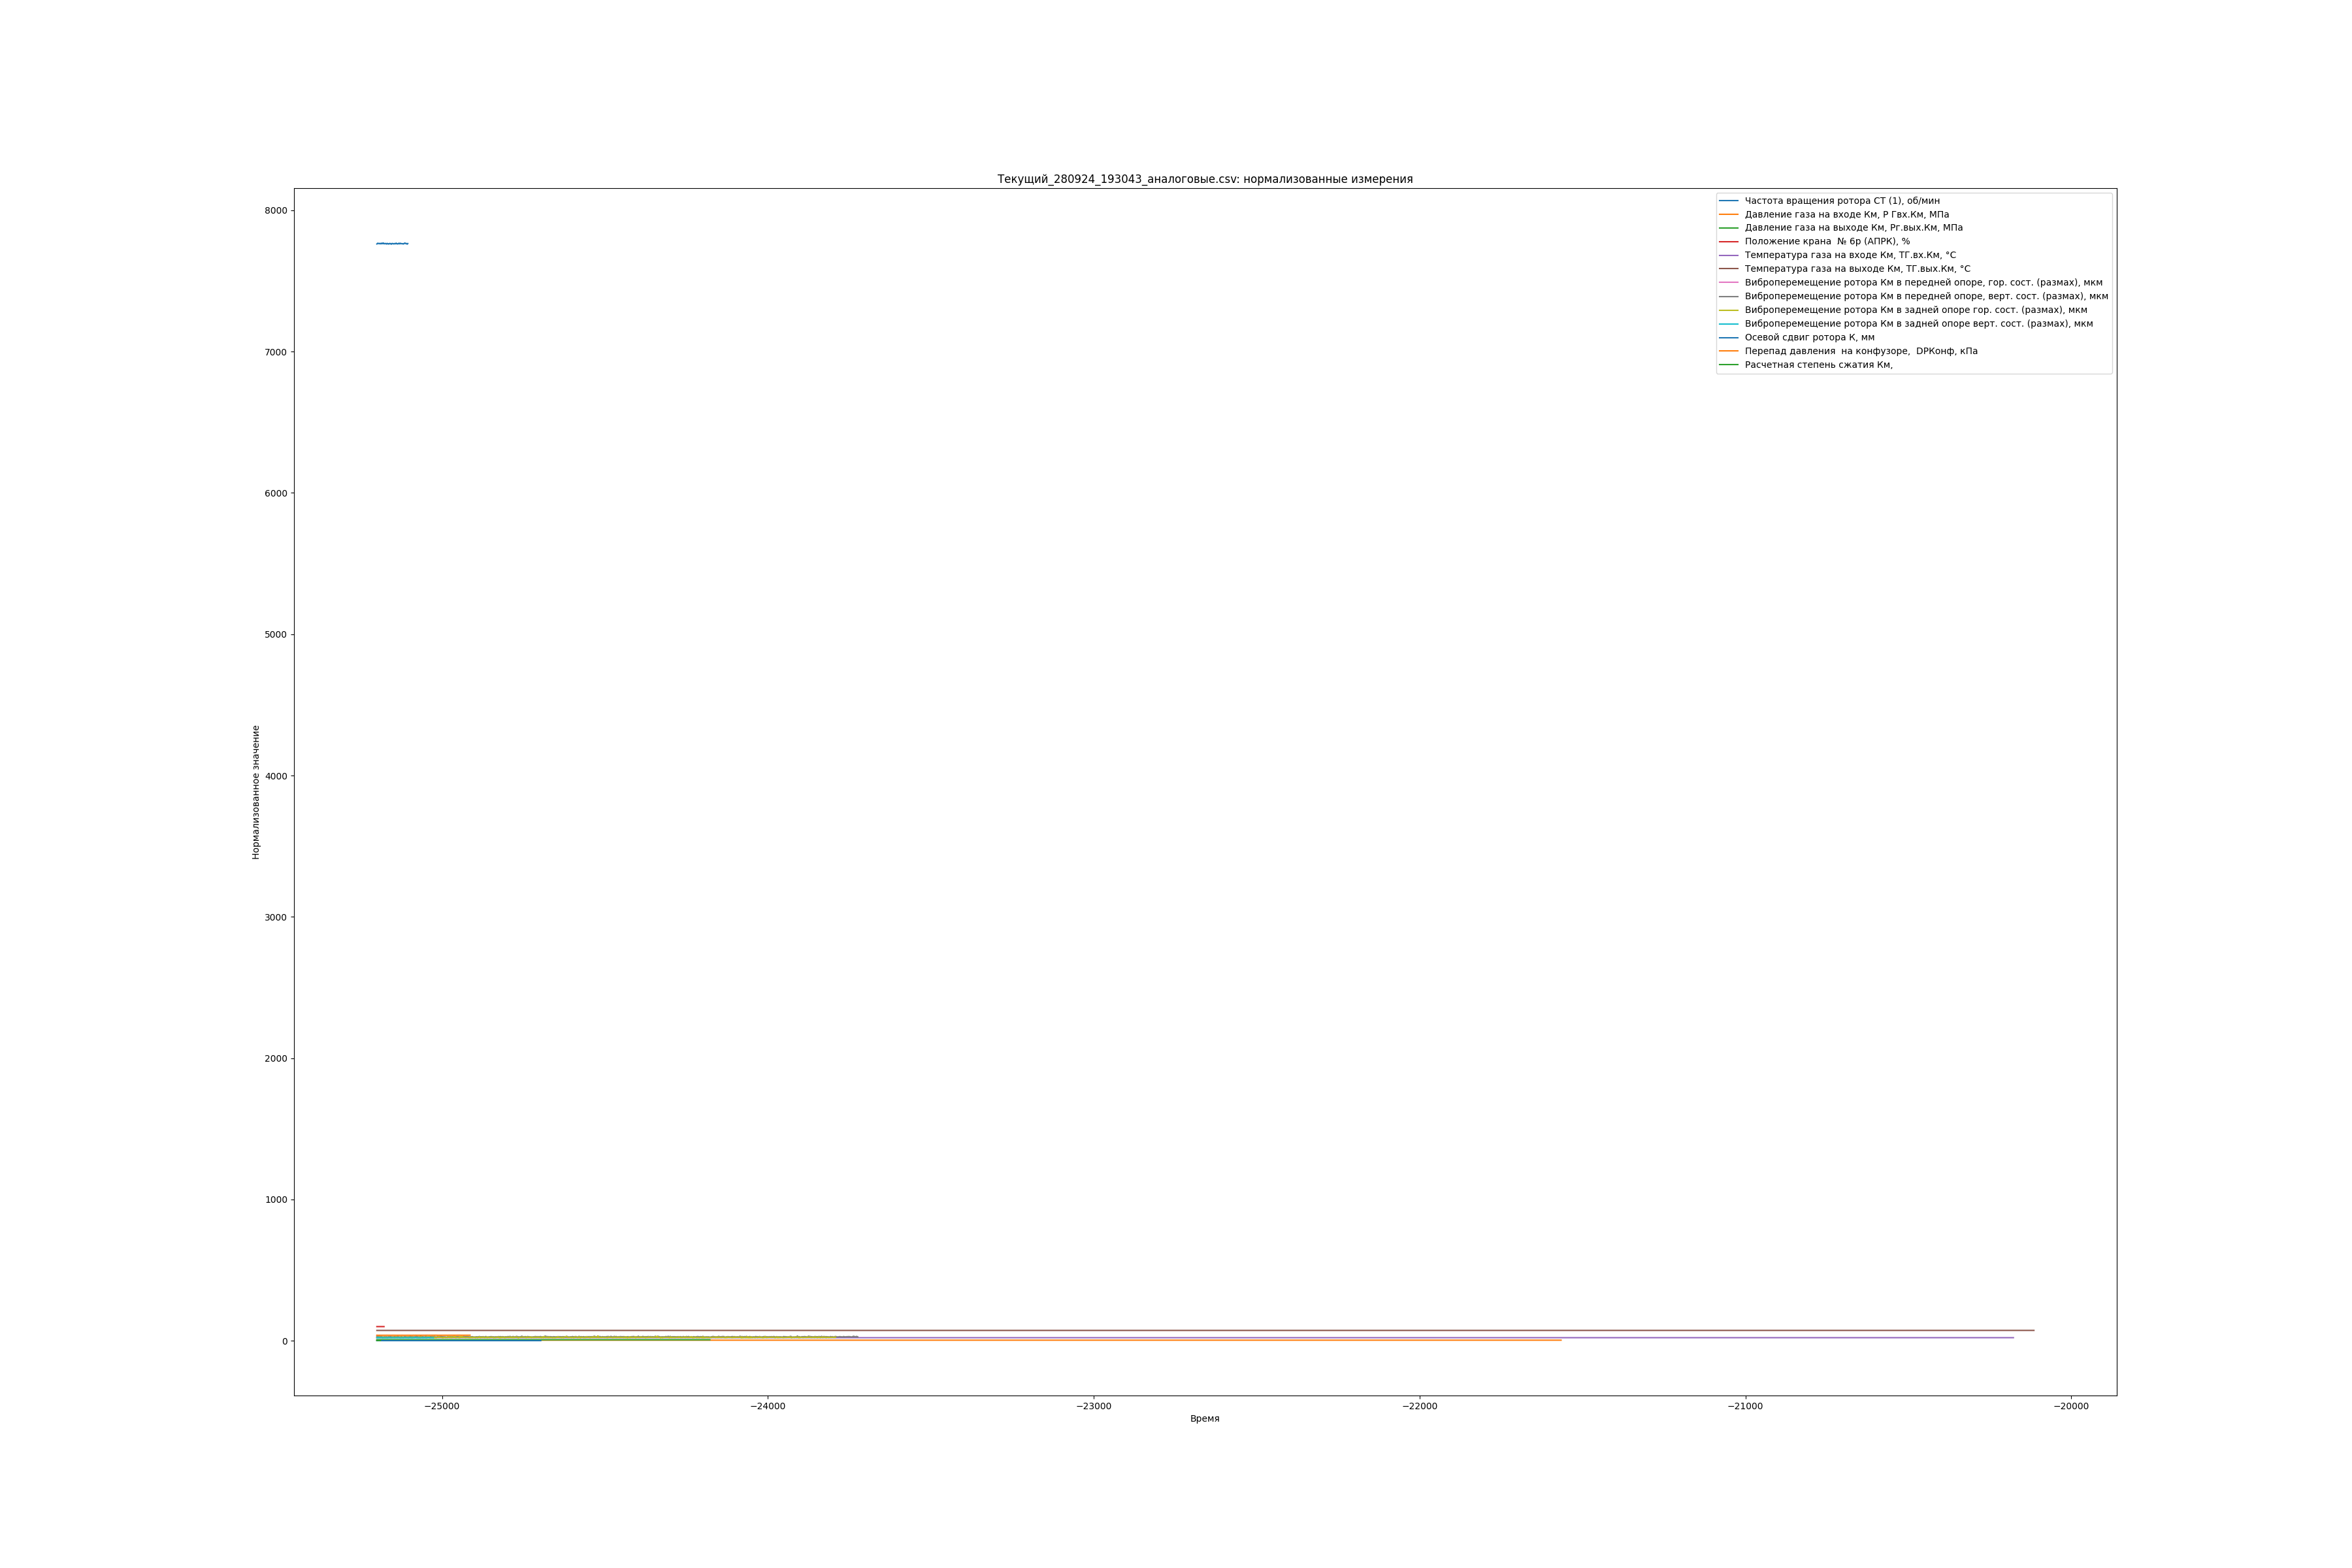 Текущий_280924_193043_аналоговые.csv: нормализованные измерения
8000
7000
6000
5000
4000
3000
2000
1000
0
Нормализованное значение
Частота вращения ротора СТ (1), об/мин
Давление газа на входе Км, Р Гвх.Км, МПа
Давление газа на выходе Км, Рг.вых.Км, МПа
Положение крана  № 6р (АПРК), %
Температура газа на входе Км, ТГ.вх.Км, °С
Температура газа на выходе Км, ТГ.вых.Км, °С
Виброперемещение ротора Км в передней опоре, гор. сост. (размах), мкм
Виброперемещение ротора Км в передней опоре, верт. сост. (размах), мкм
Виброперемещение ротора Км в задней опоре гор. сост. (размах), мкм
Виброперемещение ротора Км в задней опоре верт. сост. (размах), мкм
Осевой сдвиг ротора К, мм
Перепад давления  на конфузоре,  DPКонф, кПа
Расчетная степень сжатия Км,
−25000
−24000
−23000
−22000
−21000
−20000
Время